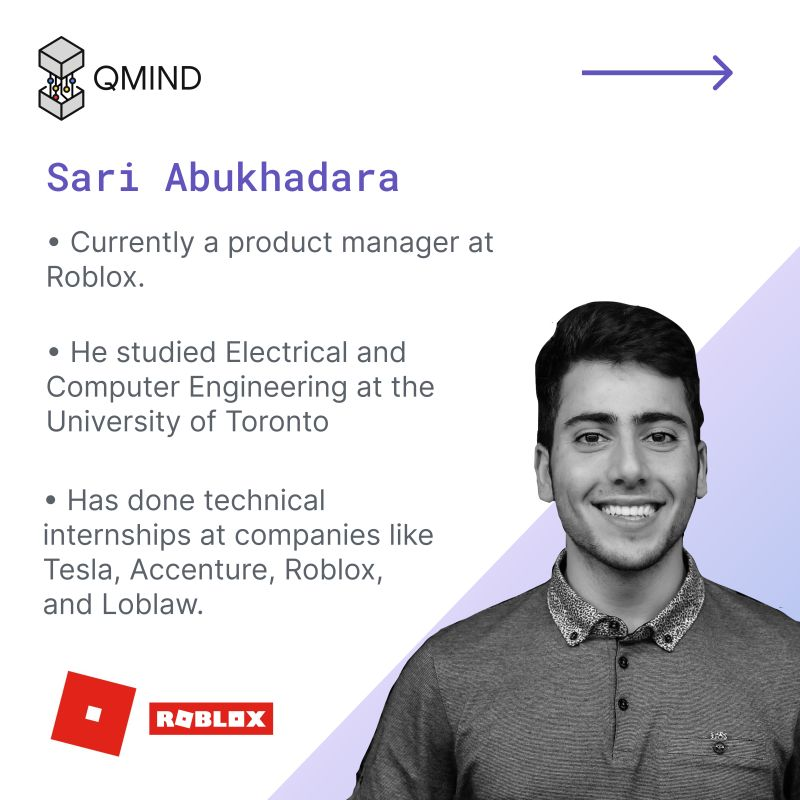 QMIND
Sari Abukhadara
• Currently a product manager at
Roblox.
• He studied Electrical and
Computer Engineering at the
University of Toronto
• Has done technical
internships at companies like
Tesla, Accenture, Roblox,
and Loblaw.
ROBLOX